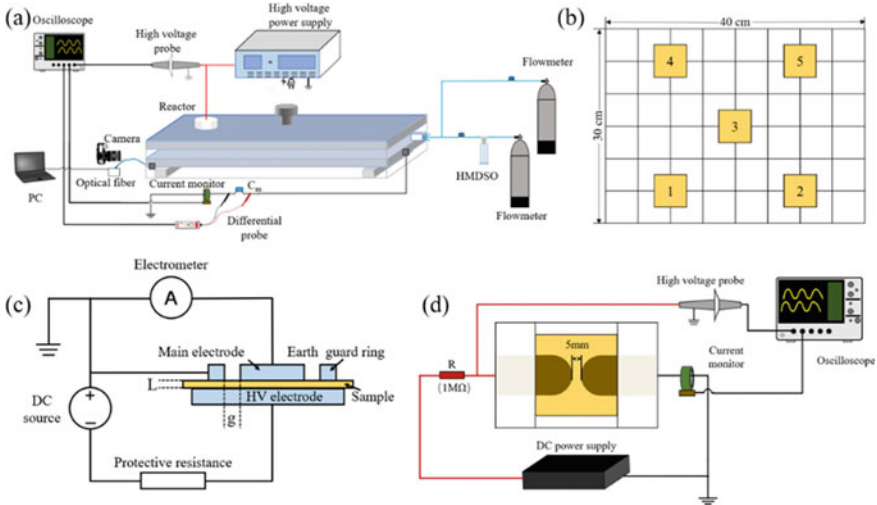 (a)
Oscilloscope
High voltage
probe
High voltage
power supply
Reactor
Camera
PC
Optical fiber
Current monitor
Cm
Differential
probe
HMDSO
Flowmeter
Flowmeter
(b)
40 cm
30 cm
4
5
3
1
2
(c)
Electrometer
A
Main electrode
Earth guard ring
L
Sample
HV electrode
g
DC
source
+
−
Protective resistance
(d)
High voltage probe
5mm
R
(1MΩ)
Current
monitor
Oscilloscope
DC power supply